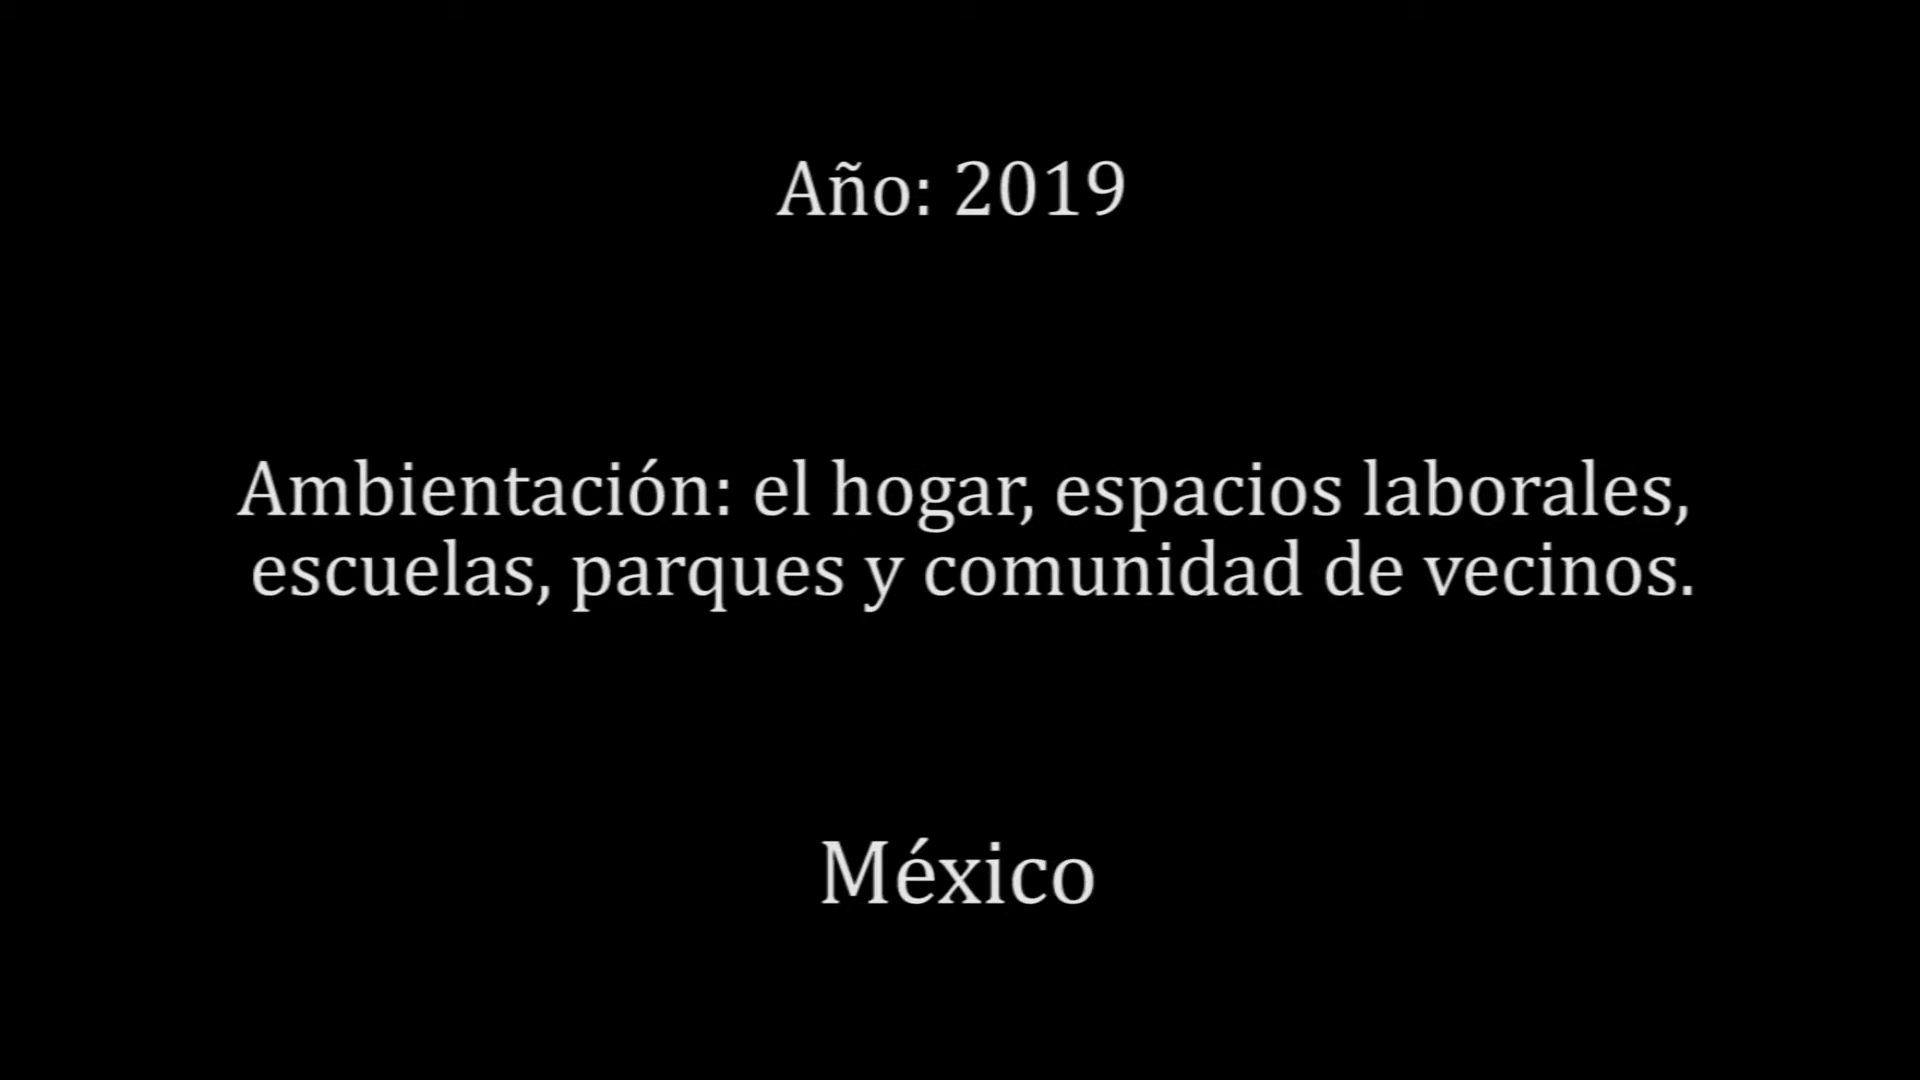 Año: 2019
Ambientación: el hogar, espacios laborales,
escuelas, parques y comunidad de vecinos.
México